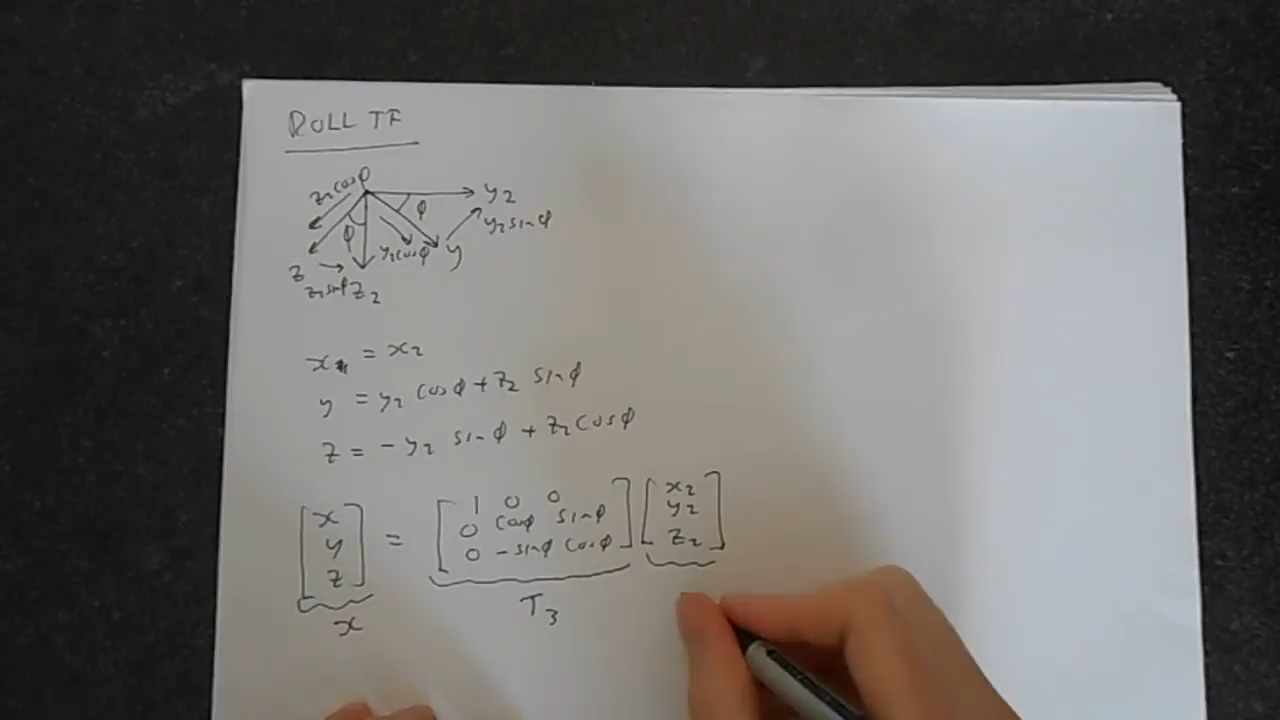 ROLL TF
z₂cosφ
y₂
φ
φ
y₂sinφ
y₂cosφ
y
z
z₂sinφ
z₂
x = x₂
y = y₂ cosφ + z₂ sinφ
z = -y₂ sinφ + z₂ cosφ
[x y z] = [1 0 0
0 cosφ sinφ
0 -sinφ cosφ] [x₂ y₂ z₂]
x
T₃